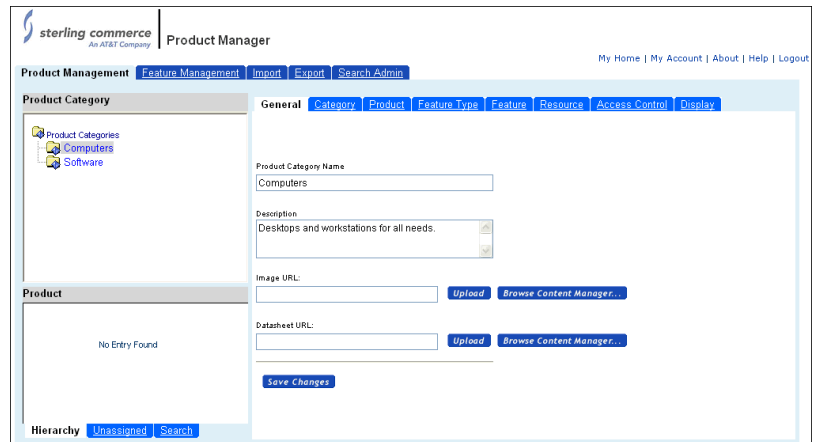 sterling commerce
An AT&T Company
Product Manager
My Home | My Account | About | Help | Logout
Product Management Feature Management Import Export Search Admin
Product Category
Product Categories
Computers
Software
Product
No Entry Found
Hierarchy Unassigned Search
General Category Product Feature Type Feature Resource Access Control Display
Product Category Name
Computers
Description
Desktops and workstations for all needs.
Image URL:
Upload Browse Content Manager...
Datasheet URL:
Upload Browse Content Manager...
Save Changes